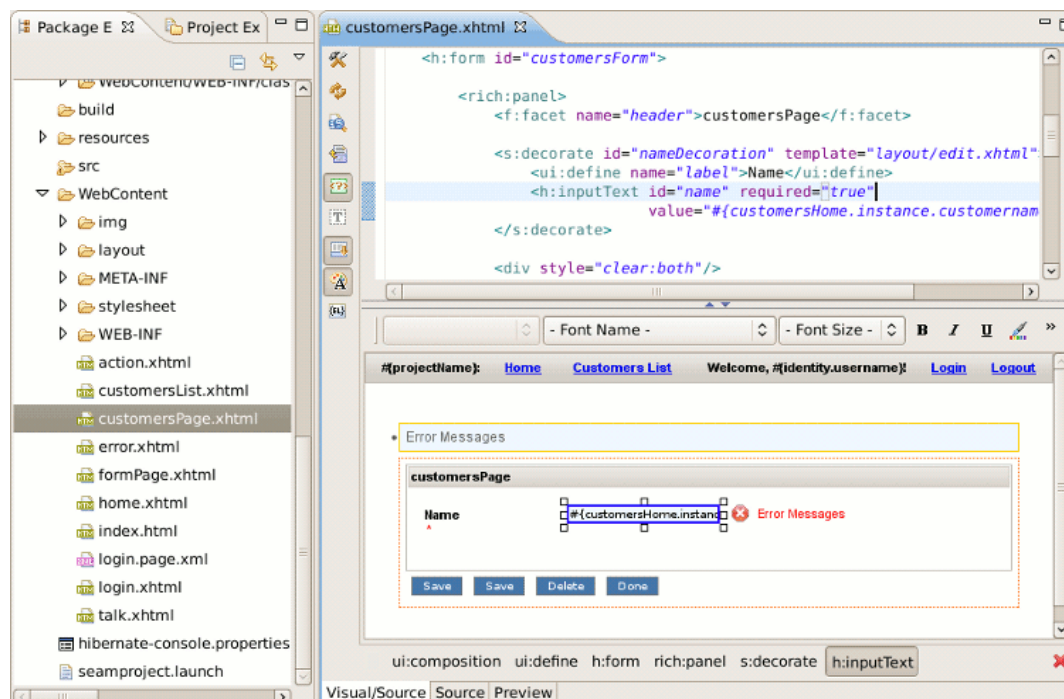 Package E
Project Ex
WebContent/WEB-INF/clas
build
resources
src
WebContent
img
layout
META-INF
stylesheet
WEB-INF
action.xhtml
customersList.xhtml
customersPage.xhtml
error.xhtml
formPage.xhtml
home.xhtml
index.html
login.page.xml
login.xhtml
talk.xhtml
hibernate-console.properties
seamproject.launch
customersPage.xhtml
<h:form id="customersForm">
<rich:panel>
<f:facet name="header">customersPage</f:facet>
<s:decorate id="nameDecoration" template="layout/edit.xhtml"
<ui:define name="label">Name</ui:define>
<h:inputText id="name" required="true"
value="#{customersHome.instance.customernam
</s:decorate>
<div style="clear:both"/>
- Font Name -
- Font Size -
B I U »
#{projectName}: Home Customers List Welcome, #{identity.username}! Login Logout
Error Messages
customersPage
Name #{customersHome.instanc Error Messages
*
Save Save Delete Done
ui:composition ui:define h:form rich:panel s:decorate h:inputText
Visual/Source Source Preview